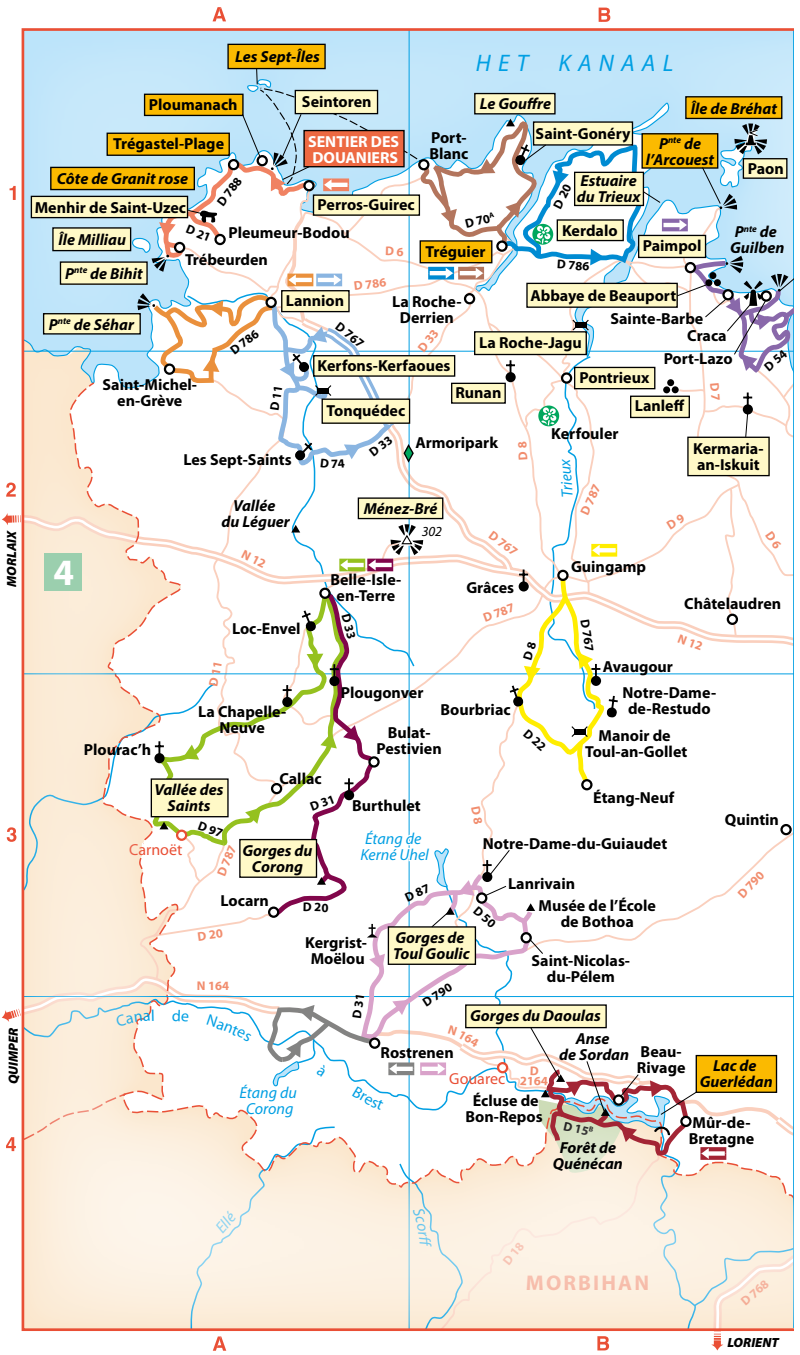 A
B
Les Sept-Îles
HET KANAAL
Ploumanach
Seintoren
Le Gouffre
Île de Bréhat
Trégastel-Plage
SENTIER DES
DOUANIERS
Port-
Blanc
Saint-Gonéry
Pnte de
l'Arcouest
Côte de Granit rose
D 788
Paon
1
Menhir de Saint-Uzec
Perros-Guirec
D 20
Estuaire
du Trieux
D 70A
D 21
Pleumeur-Bodou
Kerdalo
Île Milliau
Trébeurden
D 6
Tréguier
Paimpol
Pnte de
Guilben
Pnte de Bihit
D 786
D 786
Lannion
La Roche-
Derrien
Abbaye de Beauport
Pnte de Séhar
Sainte-Barbe
D 786
D 767
D 33
La Roche-Jagu
Craca
Port-Lazo
D 54
Saint-Michel-
en-Grève
Kerfons-Kerfaoues
Runan
Pontrieux
D 11
Tonquédec
Lanleff
D 7
D 33
Armoripark
D 8
Kerfouler
Kermaria-
an-Iskuit
Les Sept-Saints
D 74
Trieux
D 787
2
Vallée
du Léguer
Ménez-Bré
302
D 9
D 6
MORLAIX
N 12
D 767
4
Belle-Isle-
en-Terre
Grâces
Guingamp
D 787
Châtelaudren
Loc-Envel
D 33
D 8
D 767
N 12
D 11
Plougonver
Avaugour
La Chapelle-
Neuve
Bourbriac
Notre-Dame-
de-Restudo
Plourac'h
Bulat-
Pestivien
D 22
Manoir de
Toul-an-Gollet
Vallée des
Saints
Callac
Burthulet
Étang-Neuf
D 31
D 8
Quintin
3
Carnoët
D 97
D 787
Gorges du
Corong
Étang de
Kerné Uhel
Notre-Dame-du-Guiaudet
D 87
Lanrivain
D 790
Locarn
D 20
D 50
Musée de l'École
de Bothoa
D 20
Kergrist-
Moëlou
Gorges de
Toul Goulic
Saint-Nicolas-
du-Pélem
N 164
D 31
D 790
Canal de Nantes
à
Brest
Gorges du Daoulas
QUIMPER
Rostrenen
N 164
Anse
de Sordan
Beau-
Rivage
Lac de
Guerlédan
Étang du
Corong
Gouarec
D
2164
Écluse de
Bon-Repos
Mûr-de-
Bretagne
4
D 15B
Forêt de
Quénécan
Ellé
Scorff
D 18
MORBIHAN
D 768
A
B
LORIENT